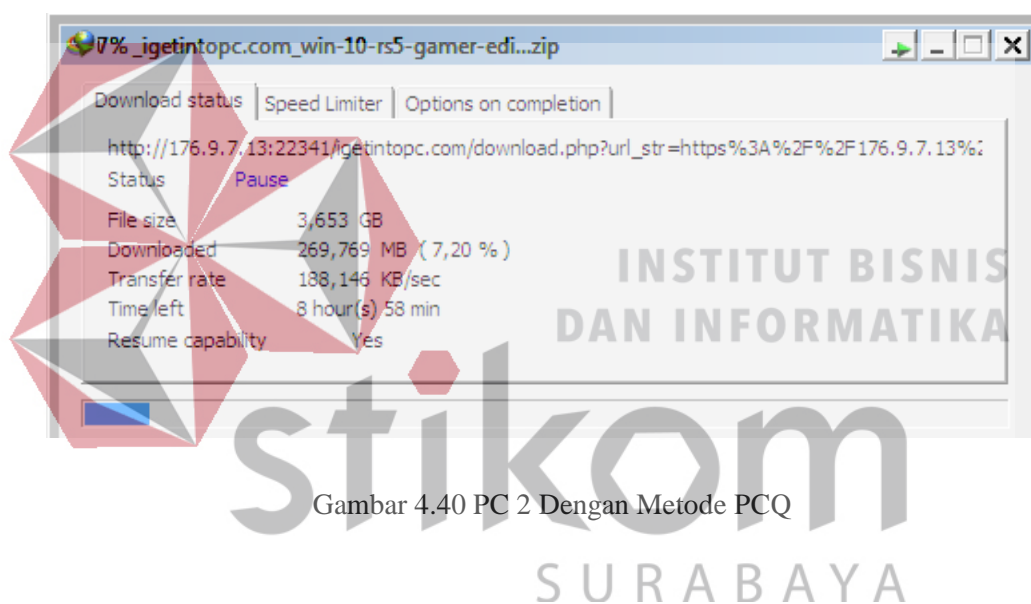 7%_igetintopc.com_win-10-rs5-gamer-edi...zip
Download status Speed Limiter Options on completion
http://176.9.7.13:22341/igetintopc.com/download.php?url_str=https%3A%2F%2F176.9.7.13%2
Status Pause
File size 3,653 GB
Downloaded 269,769 MB ( 7,20 % )
Transfer rate 188,146 KB/sec
Time left 8 hour(s) 58 min
Resume capability Yes
INSTITUT BISNIS
DAN INFORMATIKA
stikom
Gambar 4.40 PC 2 Dengan Metode PCQ
SURABAYA